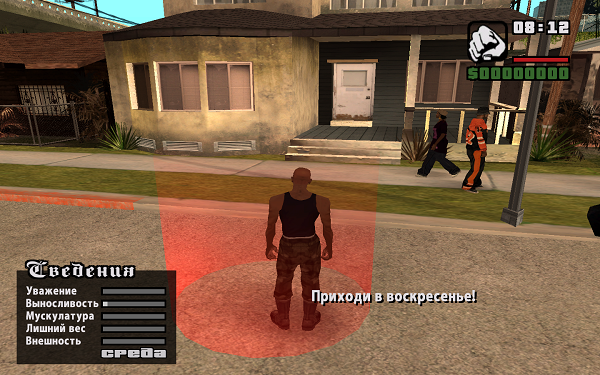 08:12
$00000000
Приходи в воскресенье!
Сведения
Уважение
Выносливость
Мускулатура
Лишний вес
Внешность
среда